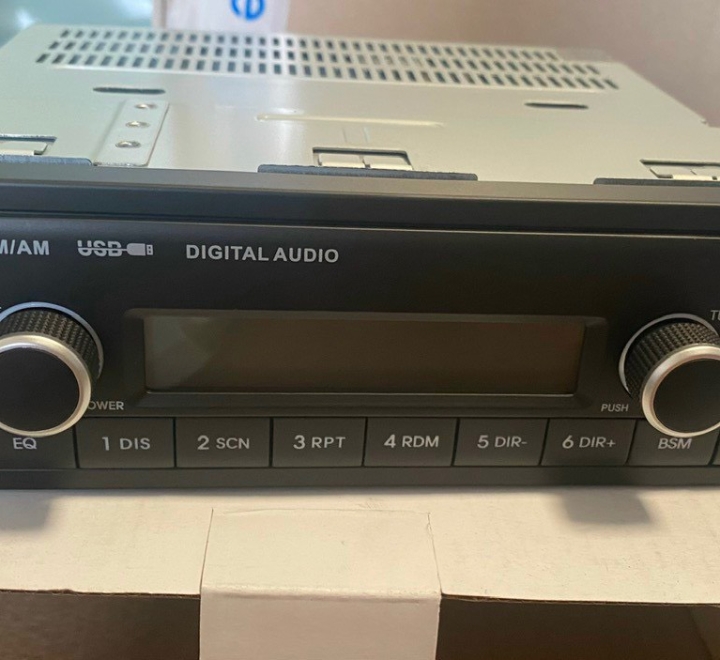 M/AM USB DIGITAL AUDIO
OWER
PUSH
EQ 1 DIS 2 SCN 3 RPT 4 RDM 5 DIR- 6 DIR+ BSM